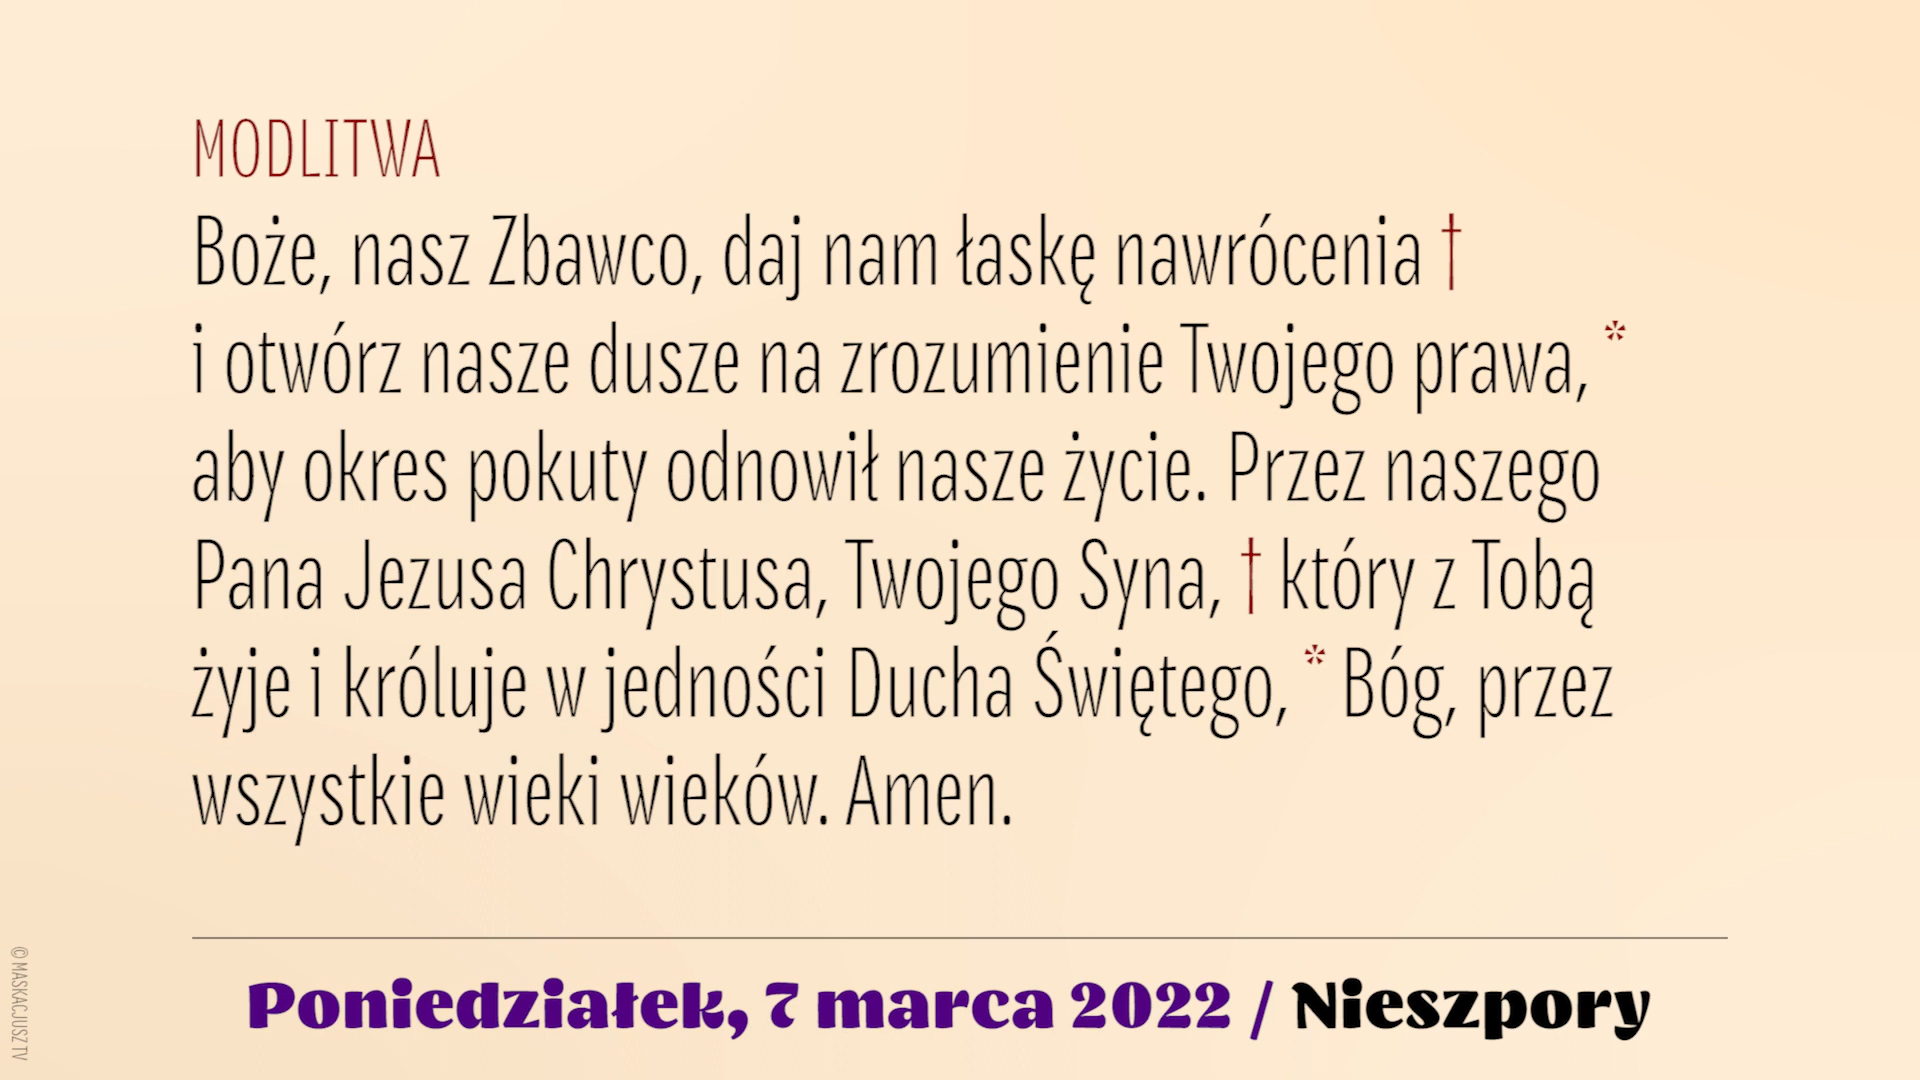 MODLITWA
Boże, nasz Zbawco, daj nam łaskę nawrócenia †
i otwórz nasze dusze na zrozumienie Twojego prawa, *
aby okres pokuty odnowił nasze życie. Przez naszego
Pana Jezusa Chrystusa, Twojego Syna, † który z Tobą
żyje i króluje w jedności Ducha Świętego, * Bóg, przez
wszystkie wieki wieków. Amen.
Poniedziałek, 7 marca 2022 / Nieszpory
© MASKACJUSZ TV